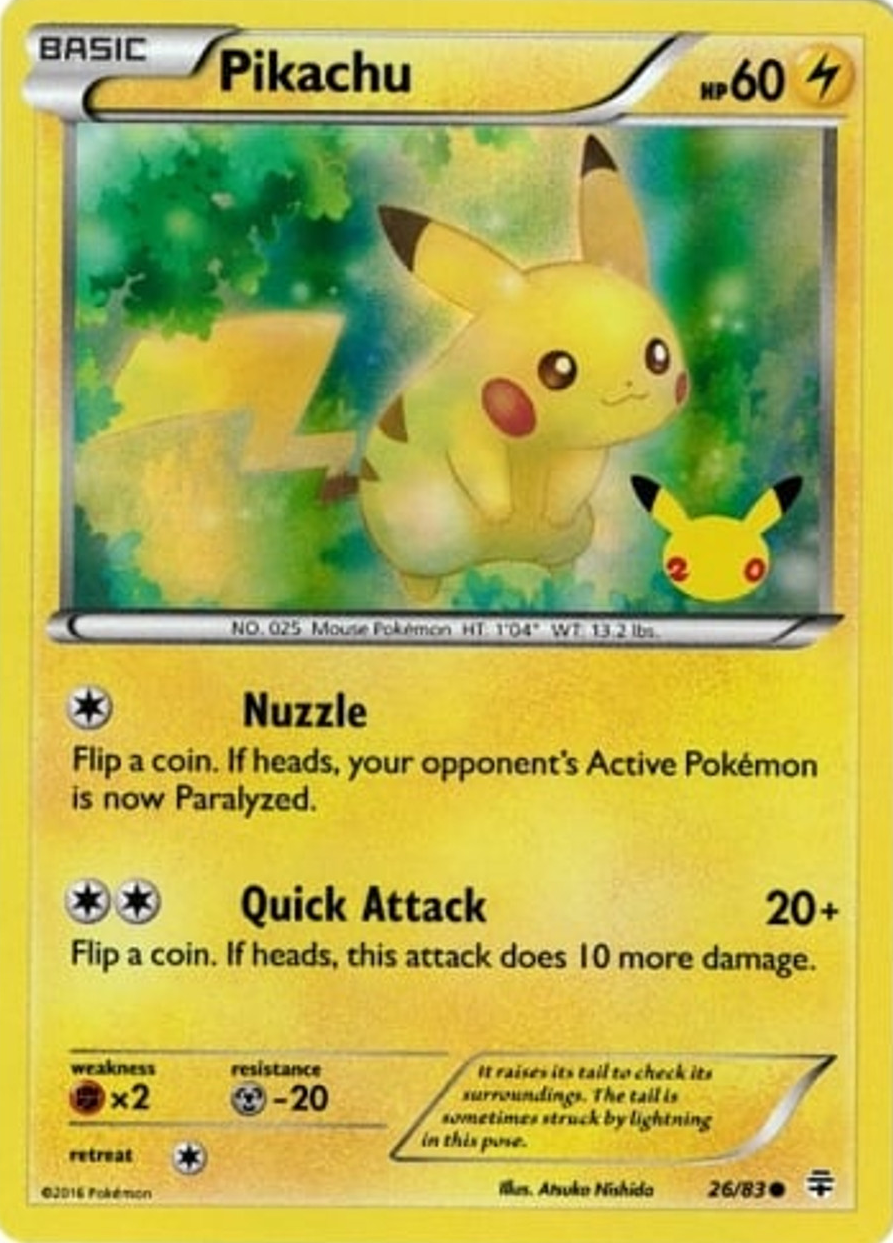 BASIC
Pikachu
HP60
20
NO. 025 Mouse Pokémon HT: 1'04" WT: 13.2 lbs.
Nuzzle
Flip a coin. If heads, your opponent's Active Pokémon
is now Paralyzed.
Quick Attack 20+
Flip a coin. If heads, this attack does 10 more damage.
weakness resistance
×2 -20
It raises its tail to check its
surroundings. The tail is
sometimes struck by lightning
in this pose.
retreat
©2016 Pokémon Illus. Atsuko Nishida 26/83